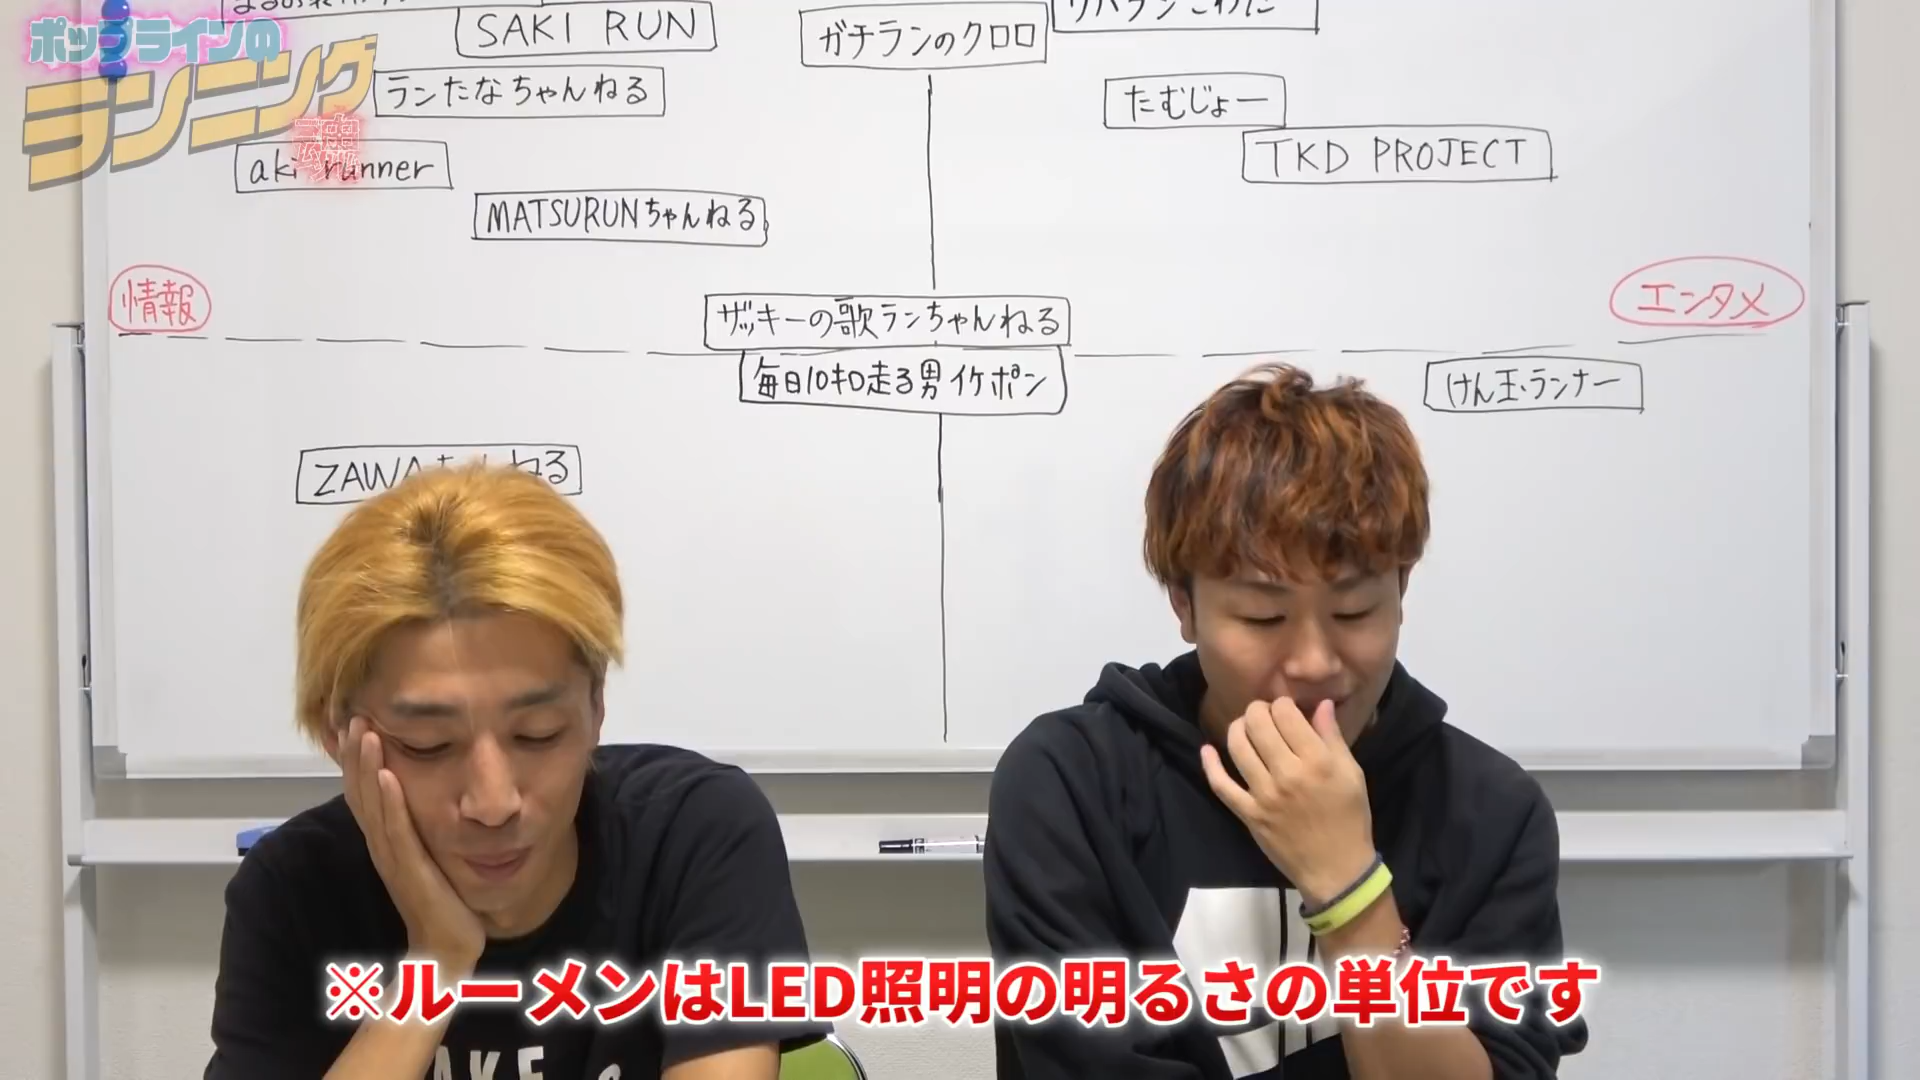 ポップラインの
ランニング魂
SAKI RUN
ガチランのクロロ
ランたなちゃんねる
たむじょー
aki runner
TKD PROJECT
MATSURUNちゃんねる
情報
エンタメ
ザッキーの歌ランちゃんねる
毎日10キロ走る男イケポン
けん玉・ランナー
※ルーメンはLED照明の明るさの単位です